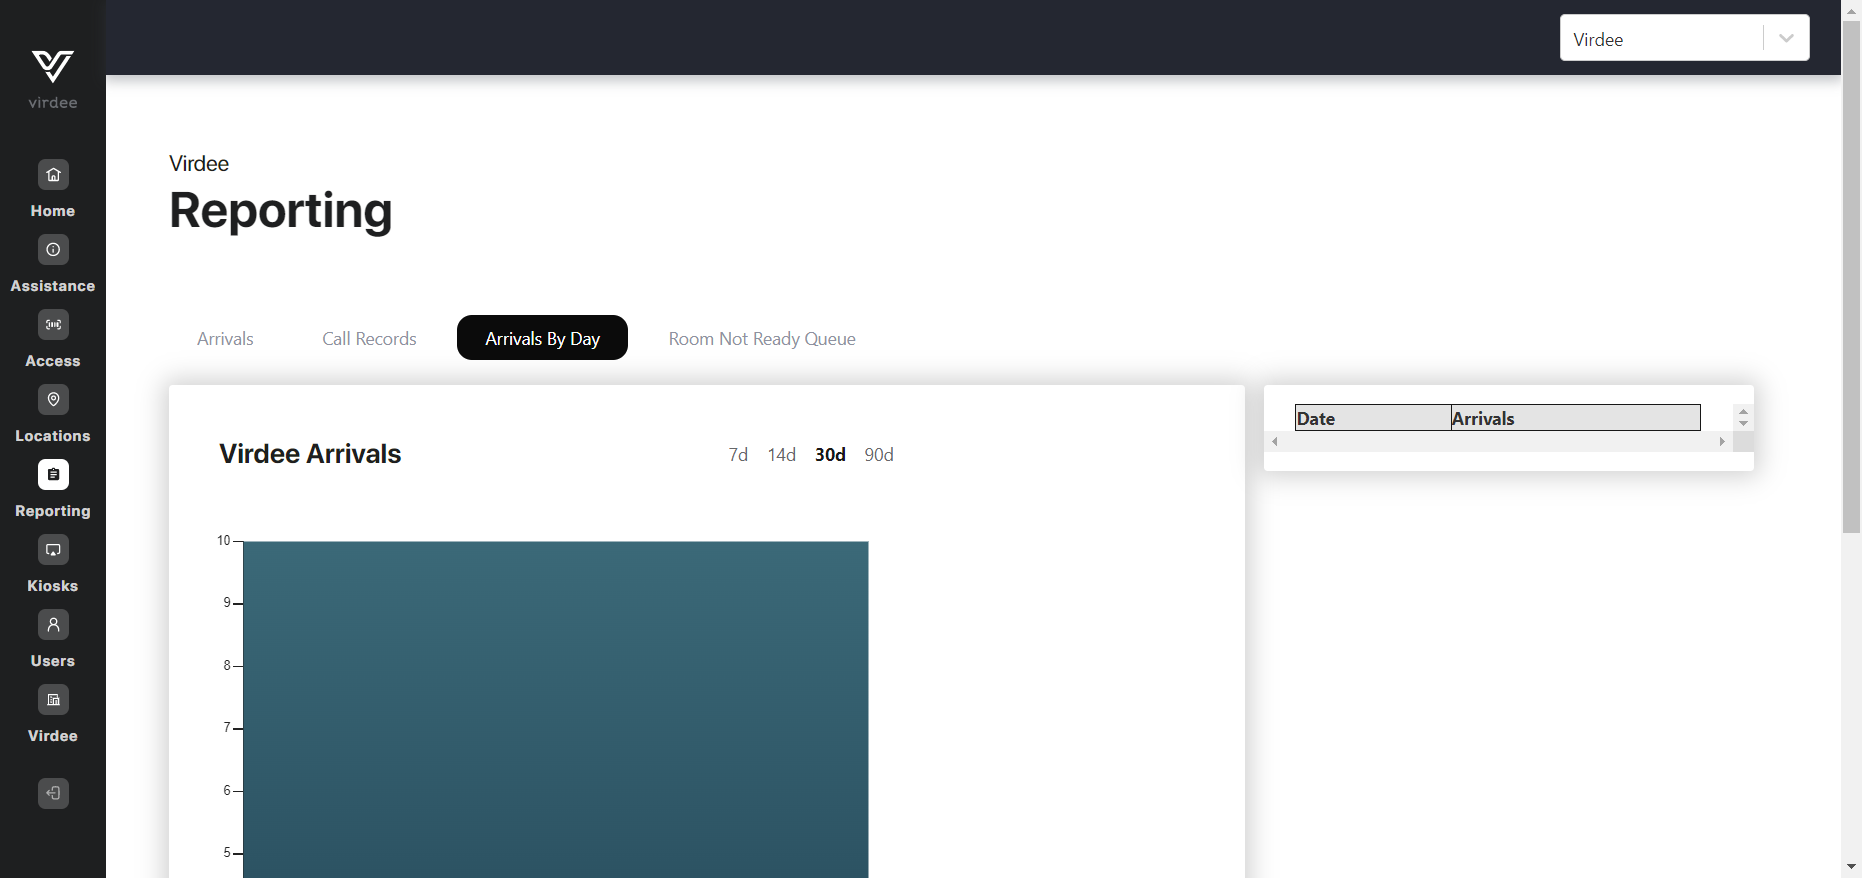 virdee
Home
Assistance
Access
Locations
Reporting
Kiosks
Users
Virdee
Virdee
Virdee
Reporting
Arrivals Call Records Arrivals By Day Room Not Ready Queue
Virdee Arrivals 7d 14d 30d 90d
10
9
8
7
6
5
Date Arrivals